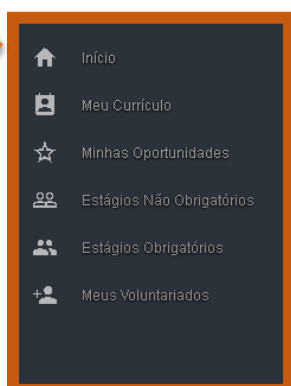 Início
Meu Currículo
Minhas Oportunidades
Estágios Não Obrigatórios
Estágios Obrigatórios
Meus Voluntariados